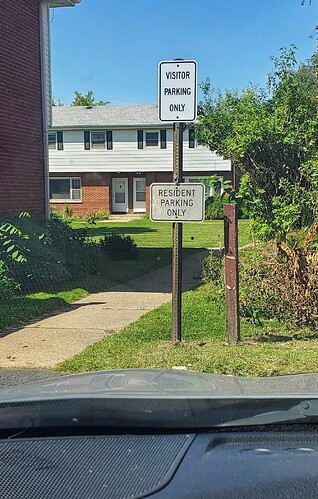 VISITOR
PARKING
ONLY
RESIDENT
PARKING
ONLY